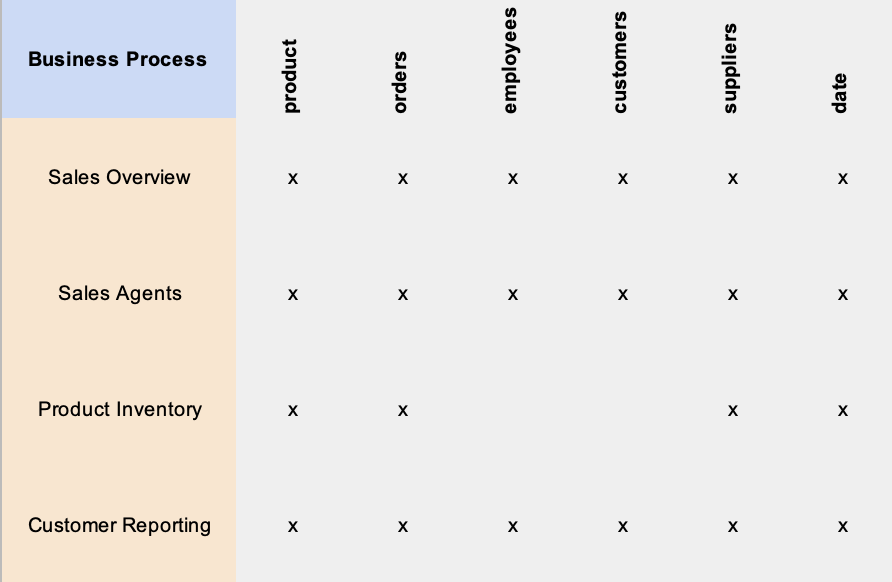 Business Process product orders employees customers suppliers date
Sales Overview x x x x x x
Sales Agents x x x x x x
Product Inventory x x x x
Customer Reporting x x x x x x